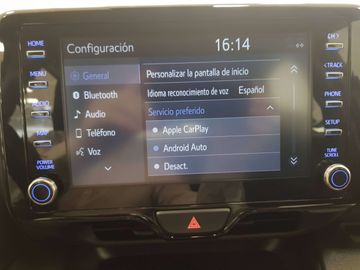 Configuración
16:14
General
Bluetooth
Audio
Teléfono
Voz
Personalizar la pantalla de inicio
Idioma reconocimiento de voz Español
Servicio preferido
Apple CarPlay
Android Auto
Desact.
HOME
MENU
AUDIO
MAP
POWER
VOLUME
CH >
< TRACK
PHONE
SETUP
TUNE
SCROLL